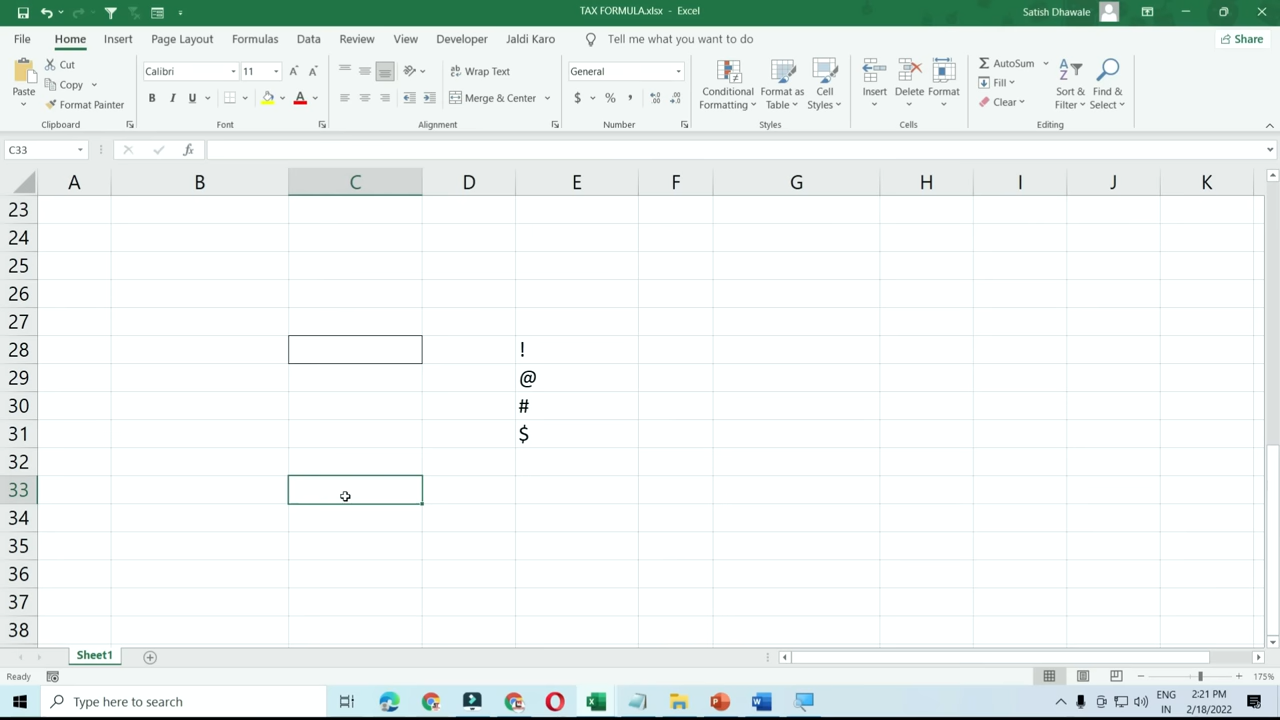 TAX FORMULA.xlsx - Excel
Satish Dhawale
File Home Insert Page Layout Formulas Data Review View Developer Jaldi Karo Tell me what you want to do Share
Paste
Cut
Copy
Format Painter
Clipboard
Calibri 11
B I U
Font
Wrap Text
Merge & Center
Alignment
General
$ % ,
Number
Conditional Formatting
Format as Table
Cell Styles
Styles
Insert Delete Format
Cells
AutoSum
Fill
Clear
Sort & Filter
Find & Select
Editing
C33 fx
A B C D E F G H I J K
23
24
25
26
27
28 !
29 @
30 #
31 $
32
33
34
35
36
37
38
Sheet1
Ready 175%
Type here to search
ENG 2:21 PM
IN 2/18/2022